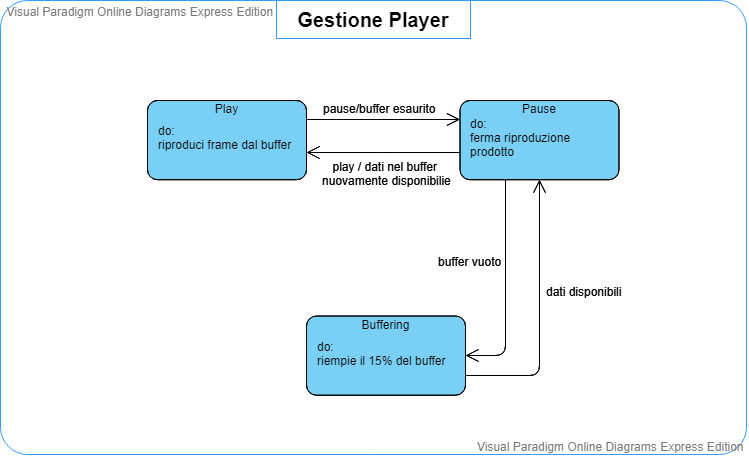 Visual Paradigm Online Diagrams Express Edition
Gestione Player
Play
do:
riproduci frame dal buffer
pause/buffer esaurito
play / dati nel buffer
nuovamente disponibilie
Pause
do:
ferma riproduzione
prodotto
buffer vuoto
dati disponibili
Buffering
do:
riempie il 15% del buffer
Visual Paradigm Online Diagrams Express Edition